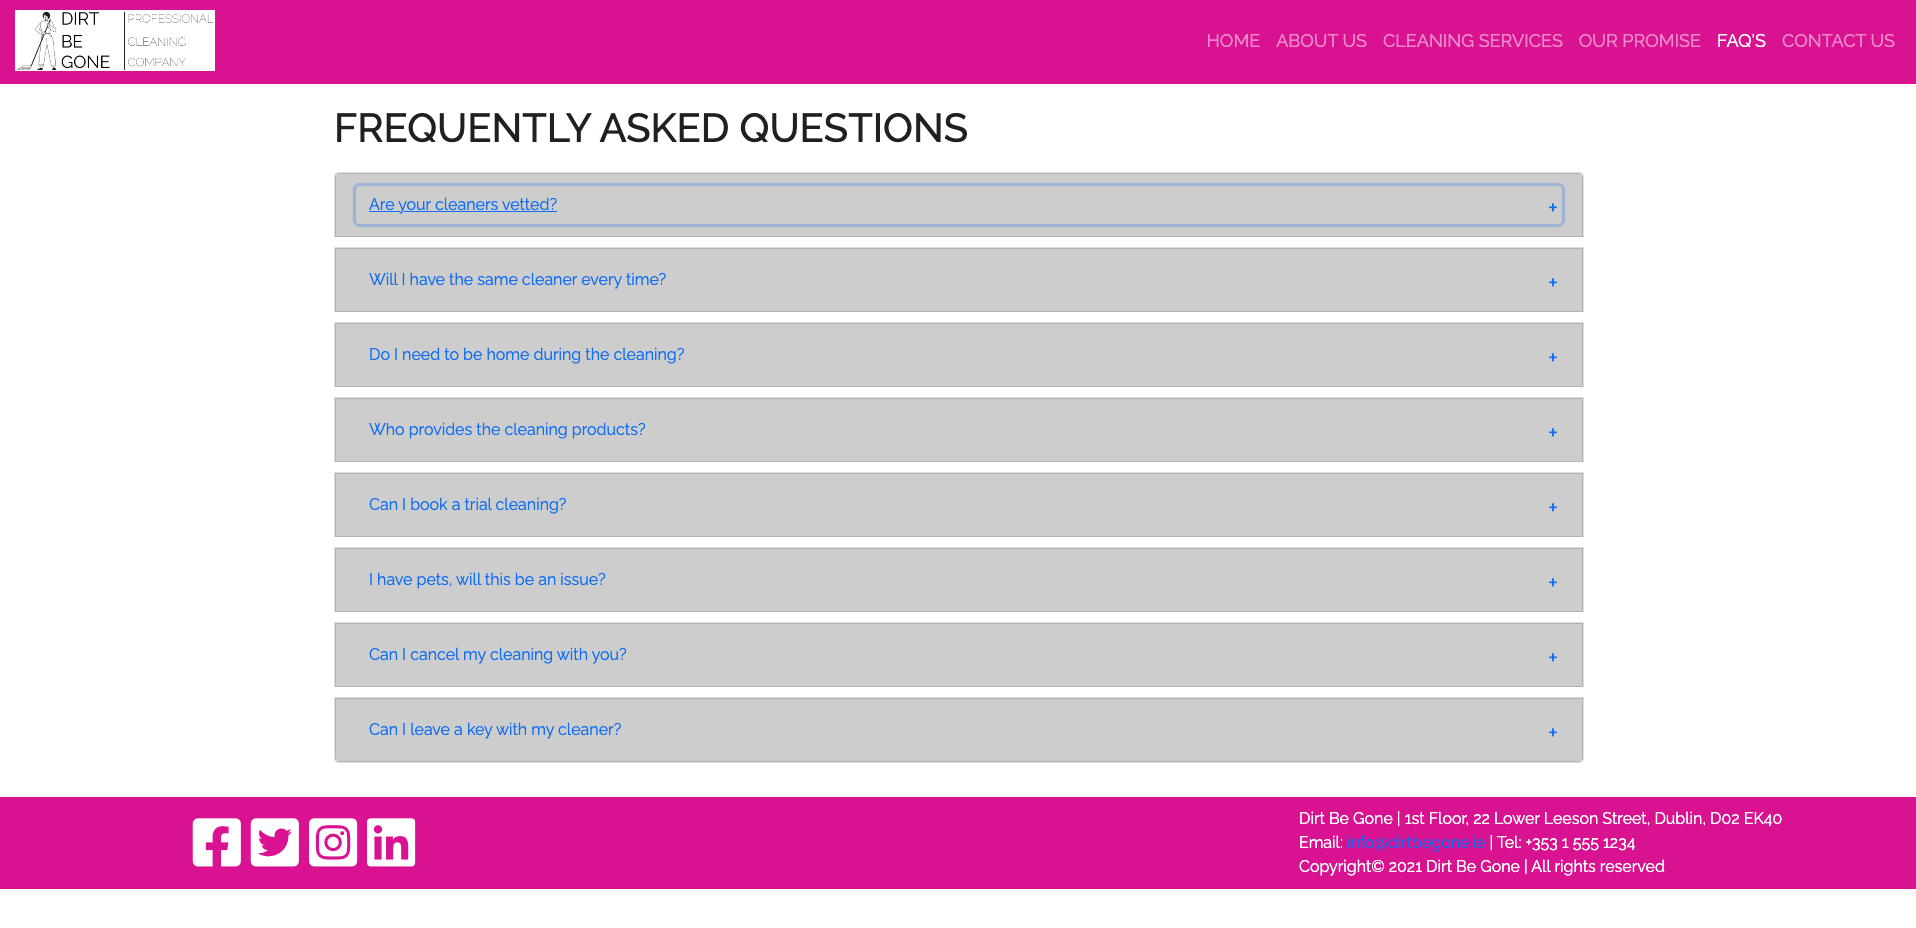 DIRT
BE
GONE
PROFESSIONAL
CLEANING
COMPANY
HOME ABOUT US CLEANING SERVICES OUR PROMISE FAQ'S CONTACT US
FREQUENTLY ASKED QUESTIONS
Are your cleaners vetted? +
Will I have the same cleaner every time? +
Do I need to be home during the cleaning? +
Who provides the cleaning products? +
Can I book a trial cleaning? +
I have pets, will this be an issue? +
Can I cancel my cleaning with you? +
Can I leave a key with my cleaner? +
Dirt Be Gone | 1st Floor, 22 Lower Leeson Street, Dublin, D02 EK40
Email: info@dirtbegone.ie | Tel: +353 1 555 1234
Copyright© 2021 Dirt Be Gone | All rights reserved